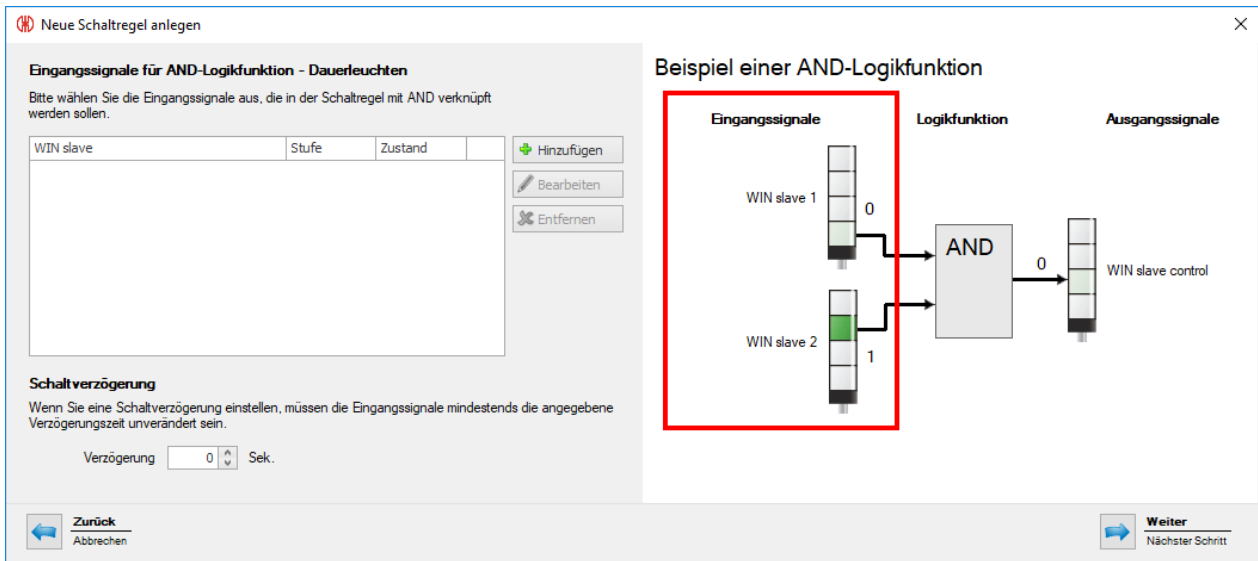 Neue Schaltregel anlegen
Eingangssignale für AND-Logikfunktion - Dauerleuchten
Bitte wählen Sie die Eingangssignale aus, die in der Schaltregel mit AND verknüpft
werden sollen.
WIN slave Stufe Zustand
Hinzufügen
Bearbeiten
Entfernen
Schaltverzögerung
Wenn Sie eine Schaltverzögerung einstellen, müssen die Eingangssignale mindestends die angegebene
Verzögerungszeit unverändert sein.
Verzögerung 0 Sek.
Beispiel einer AND-Logikfunktion
Eingangssignale Logikfunktion Ausgangssignale
WIN slave 1
0
AND
0
WIN slave control
WIN slave 2
1
Zurück
Abbrechen
Weiter
Nächster Schritt